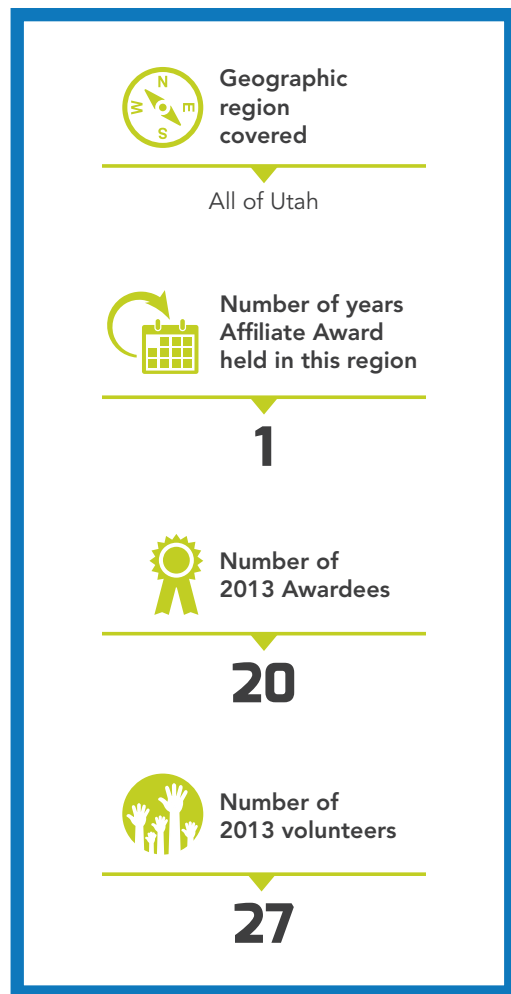 N
W
E
S
Geographic
region
covered
All of Utah
Number of years
Affiliate Award
held in this region
1
Number of
2013 Awardees
20
Number of
2013 volunteers
27